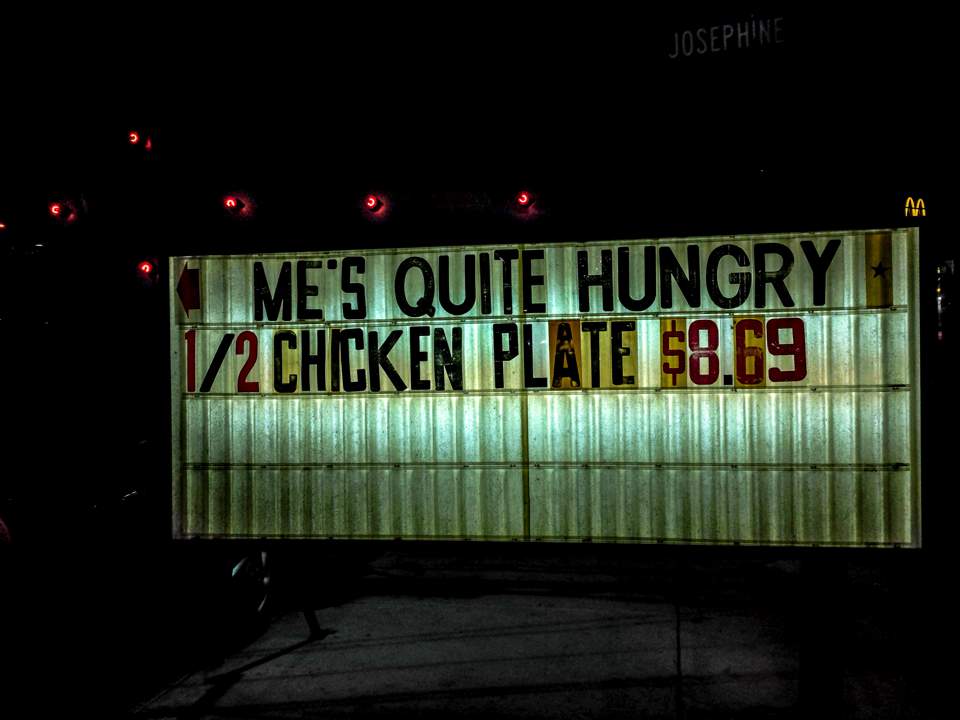 JOSEPHiNE
ME'S QUITE HUNGRY
1/2 CHICKEN PLATE $8.69